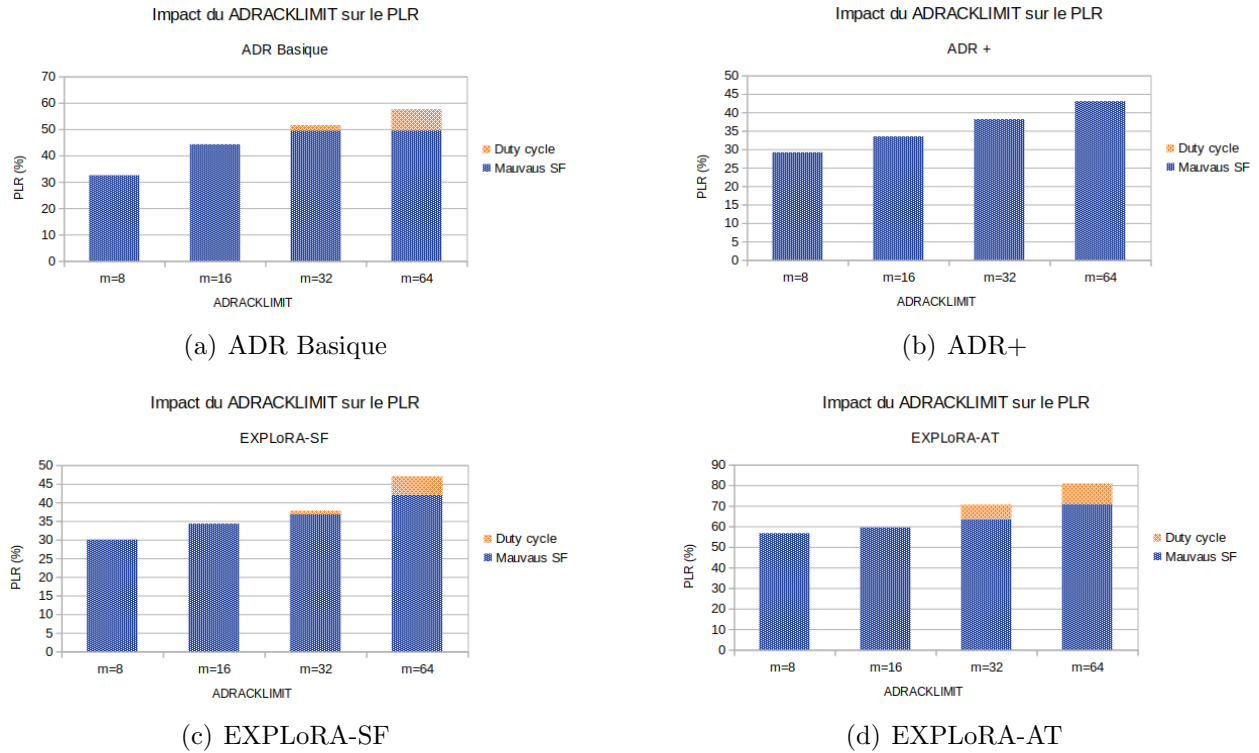 Impact du ADRACKLIMIT sur le PLR
ADR Basique
PLR (%)
70
60
50
40
30
20
10
0
m=8 m=16 m=32 m=64
ADRACKLIMIT
Duty cycle
Mauvaus SF
(a) ADR Basique
Impact du ADRACKLIMIT sur le PLR
ADR +
PLR (%)
50
45
40
35
30
25
20
15
10
5
0
m=8 m=16 m=32 m=64
ADRACKLIMIT
Duty cycle
Mauvaus SF
(b) ADR+
Impact du ADRACKLIMIT sur le PLR
EXPLoRA-SF
PLR (%)
50
45
40
35
30
25
20
15
10
5
0
m=8 m=16 m=32 m=64
ADRACKLIMIT
Duty cycle
Mauvaus SF
(c) EXPLoRA-SF
Impact du ADRACKLIMIT sur le PLR
EXPLoRA-AT
PLR (%)
90
80
70
60
50
40
30
20
10
0
m=8 m=16 m=32 m=64
ADRACKLIMIT
Duty cycle
Mauvaus SF
(d) EXPLoRA-AT